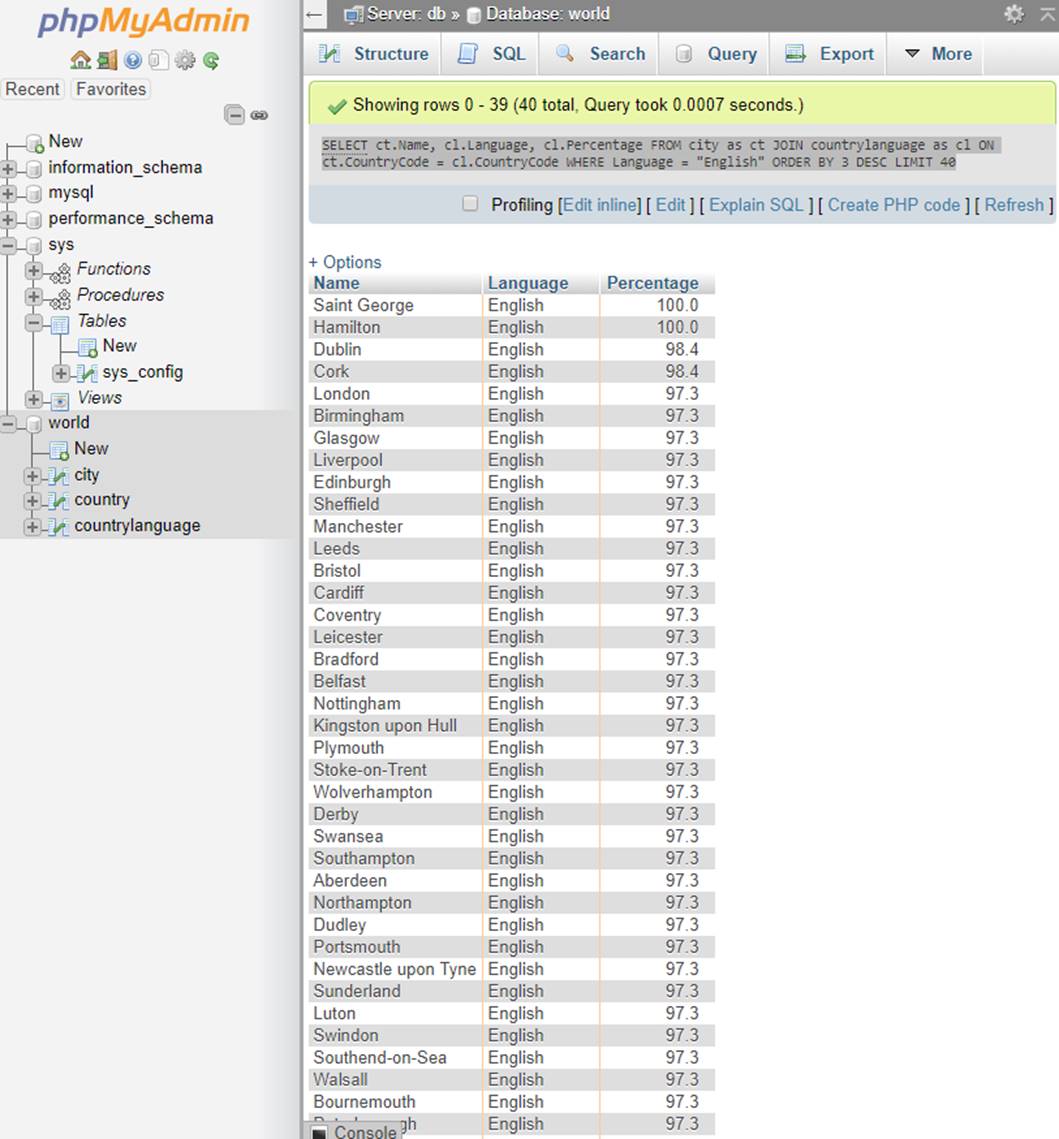 phpMyAdmin
Recent Favorites
New
information_schema
mysql
performance_schema
sys
Functions
Procedures
Tables
New
sys_config
Views
world
New
city
country
countrylanguage
Server: db » Database: world
Structure SQL Search Query Export More
Showing rows 0 - 39 (40 total, Query took 0.0007 seconds.)
SELECT ct.Name, cl.Language, cl.Percentage FROM city as ct JOIN countrylanguage as cl ON
ct.CountryCode = cl.CountryCode WHERE Language = "English" ORDER BY 3 DESC LIMIT 40
Profiling [Edit inline] [ Edit ] [ Explain SQL ] [ Create PHP code ] [ Refresh ]
+ Options
Name Language Percentage
Saint George English 100.0
Hamilton English 100.0
Dublin English 98.4
Cork English 98.4
London English 97.3
Birmingham English 97.3
Glasgow English 97.3
Liverpool English 97.3
Edinburgh English 97.3
Sheffield English 97.3
Manchester English 97.3
Leeds English 97.3
Bristol English 97.3
Cardiff English 97.3
Coventry English 97.3
Leicester English 97.3
Bradford English 97.3
Belfast English 97.3
Nottingham English 97.3
Kingston upon Hull English 97.3
Plymouth English 97.3
Stoke-on-Trent English 97.3
Wolverhampton English 97.3
Derby English 97.3
Swansea English 97.3
Southampton English 97.3
Aberdeen English 97.3
Northampton English 97.3
Dudley English 97.3
Portsmouth English 97.3
Newcastle upon Tyne English 97.3
Sunderland English 97.3
Luton English 97.3
Swindon English 97.3
Southend-on-Sea English 97.3
Walsall English 97.3
Bournemouth English 97.3
English 97.3
Console